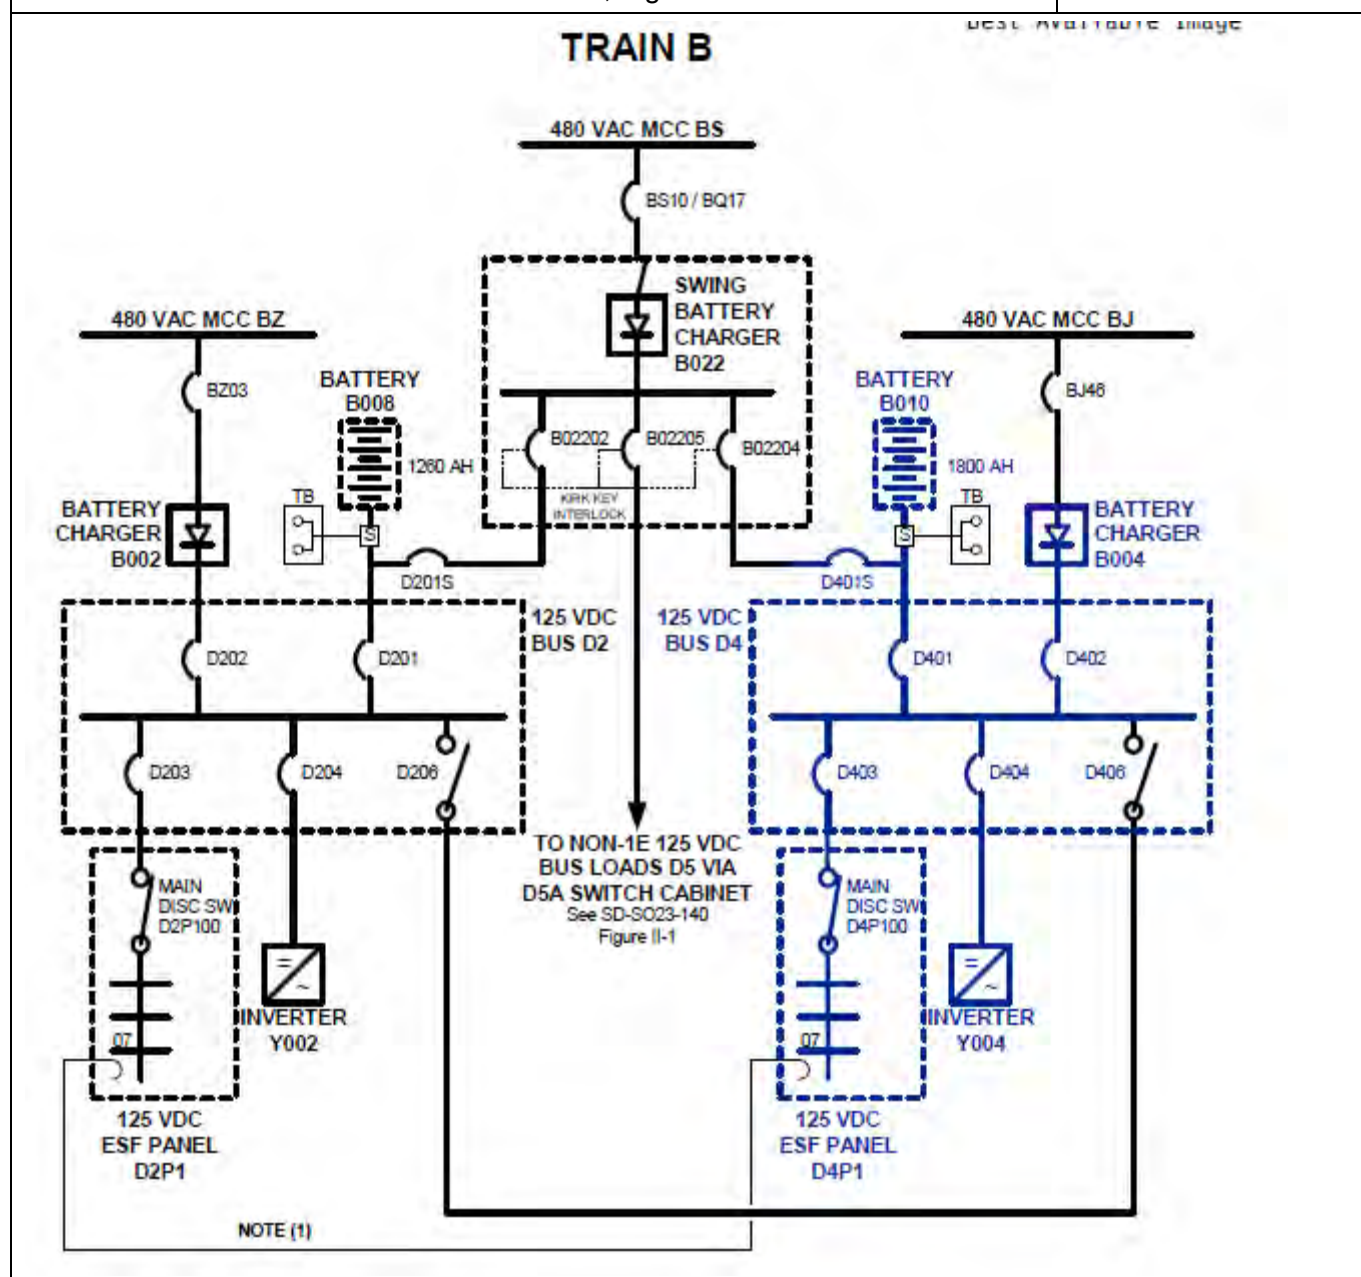 Best Available Image
TRAIN B
480 VAC MCC BS
BS10 / BQ17
SWING
BATTERY
CHARGER
B022
480 VAC MCC BZ
480 VAC MCC BJ
BZ03
BATTERY
B008
1260 AH
B02202
B02205
B02204
KIRK KEY
INTERLOCK
BATTERY
B010
1800 AH
BJ46
TB
S
BATTERY
CHARGER
B002
D201S
D401S
S
TB
BATTERY
CHARGER
B004
125 VDC
BUS D2
125 VDC
BUS D4
D202
D201
D401
D402
D203
D204
D206
D403
D404
D406
TO NON-1E 125 VDC
BUS LOADS D5 VIA
D5A SWITCH CABINET
See SD-SO23-140
Figure II-1
MAIN
DISC SW
D2P100
MAIN
DISC SW
D4P100
=
~
INVERTER
Y002
=
~
INVERTER
Y004
07
07
125 VDC
ESF PANEL
D2P1
125 VDC
ESF PANEL
D4P1
NOTE (1)